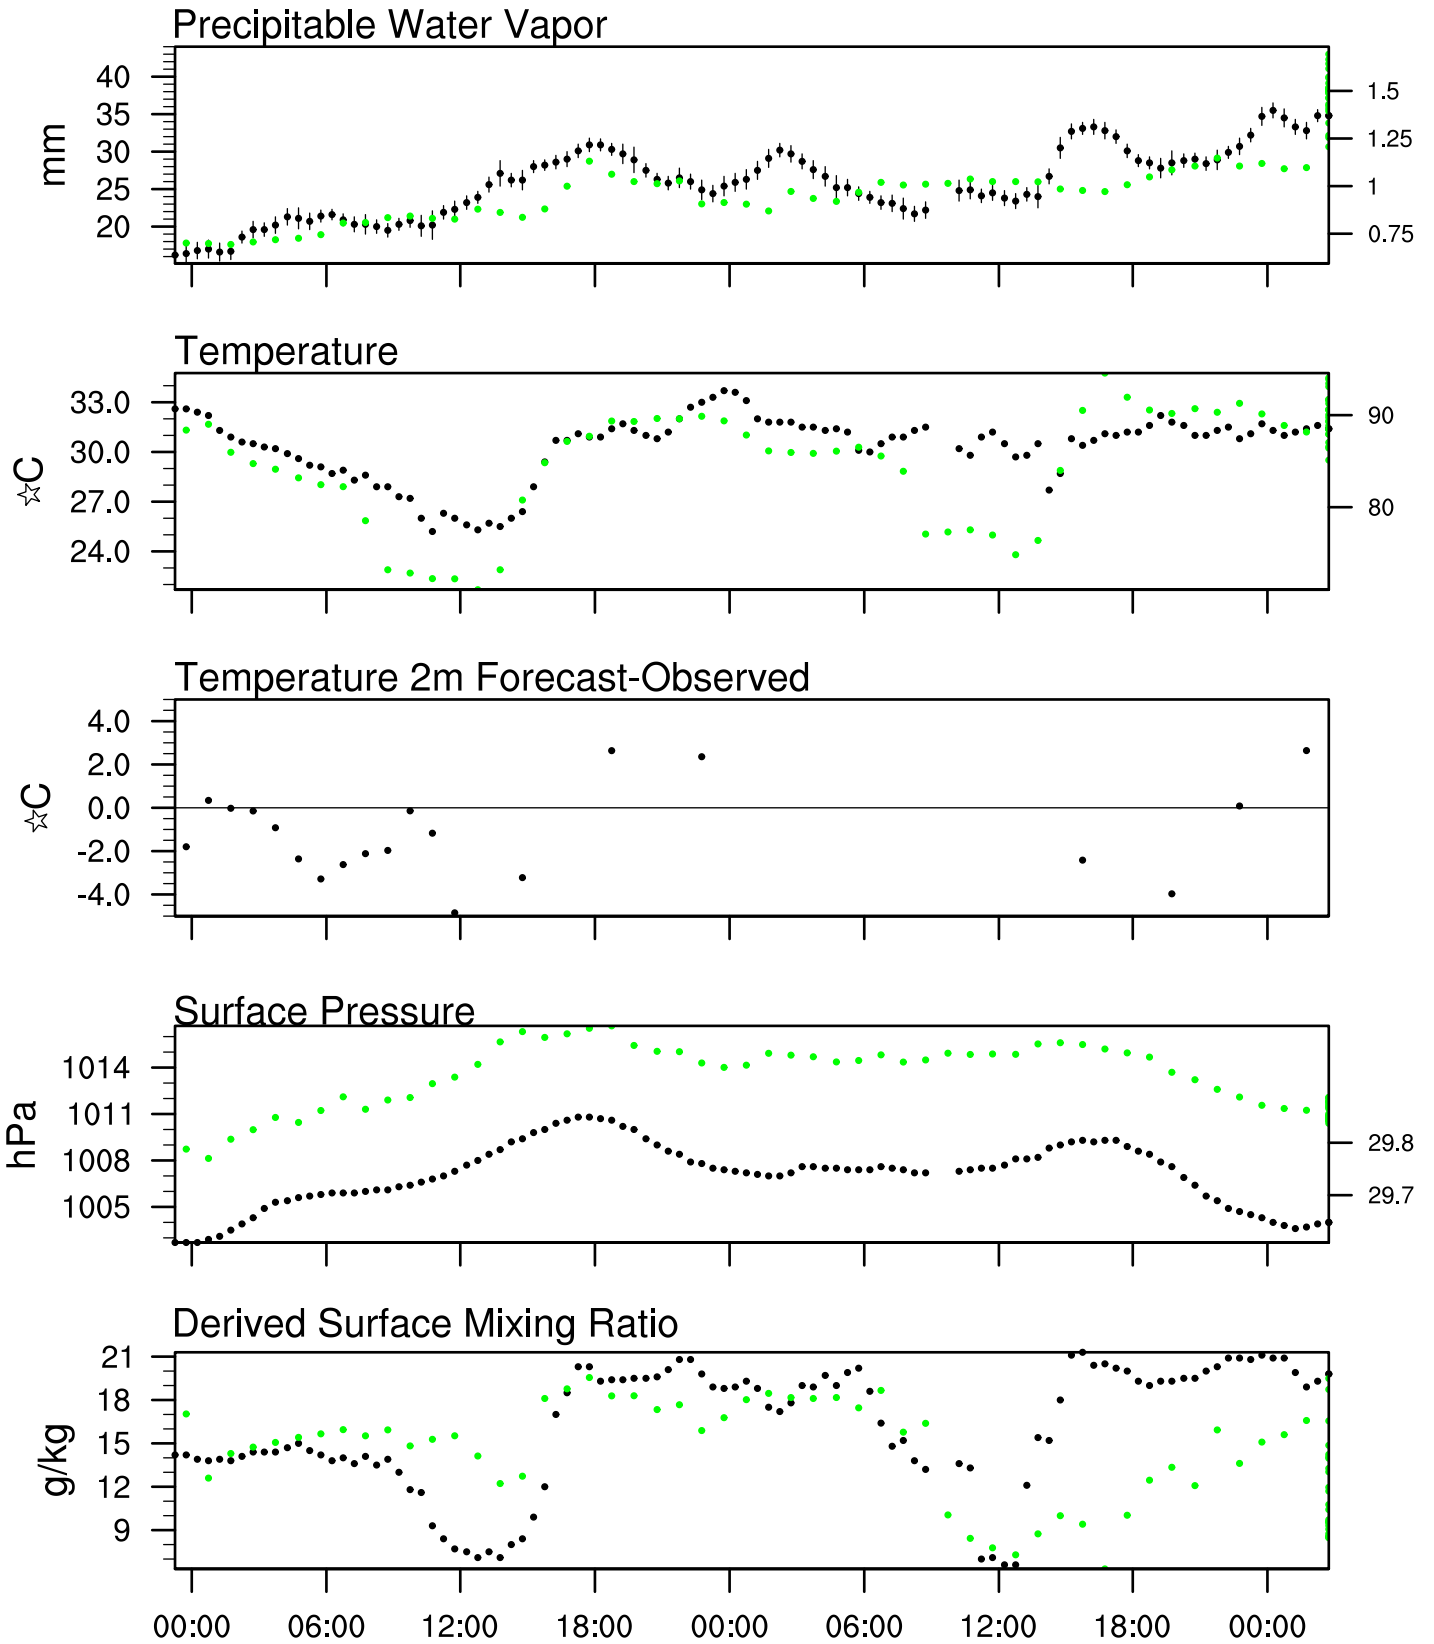 Precipitable Water Vapor
mm
40
35
30
25
20
1.5
1.25
1
0.75
Temperature
☆C
33.0
30.0
27.0
24.0
90
80
Temperature 2m Forecast-Observed
☆C
4.0
2.0
0.0
-2.0
-4.0
Surface Pressure
hPa
1014
1011
1008
1005
29.8
29.7
Derived Surface Mixing Ratio
g/kg
21
18
15
12
9
00:00 06:00 12:00 18:00 00:00 06:00 12:00 18:00 00:00